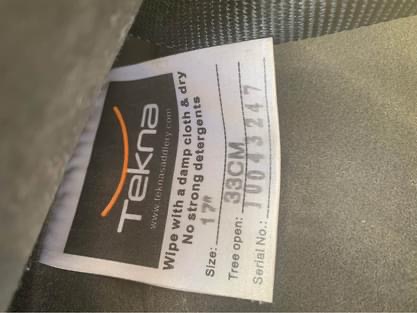 Tekna
www.teknasaddlery.com
Wipe with a damp cloth & dry
No strong detergents
Size: 17"
Tree open: 33CM
Serial No.: 10043247